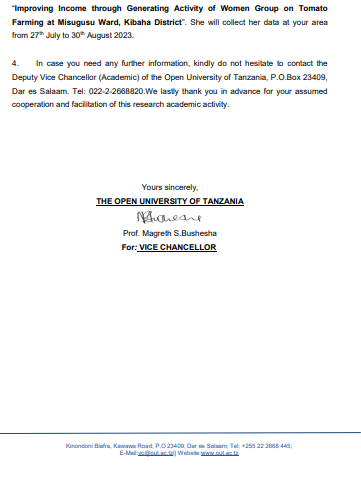 "Improving Income through Generating Activity of Women Group on Tomato
Farming at Misugusu Ward, Kibaha District". She will collect her data at your area
from 27th July to 30th August 2023.
4. In case you need any further information, kindly do not hesitate to contact the
Deputy Vice Chancellor (Academic) of the Open University of Tanzania, P.O.Box 23409,
Dar es Salaam. Tel: 022-2-2668820.We lastly thank you in advance for your assumed
cooperation and facilitation of this research academic activity.
Yours sincerely,
THE OPEN UNIVERSITY OF TANZANIA
Prof. Magreth S.Bushesha
For: VICE CHANCELLOR
Kinondoni Biafra, Kawawa Road; P.O 23409; Dar es Salaam; Tel: +255 22 2668 445;
E-Mail:vc@out.ac.tz|| Website:www.out.ac.tz